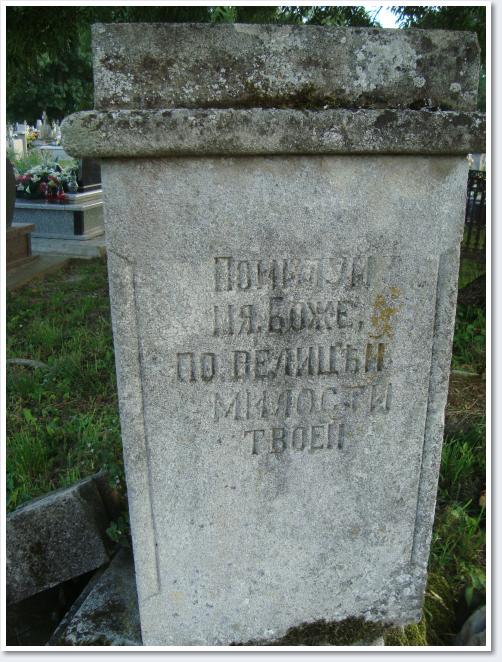 Помилуй
мя, Боже,
по велицѣй
милости
твоей